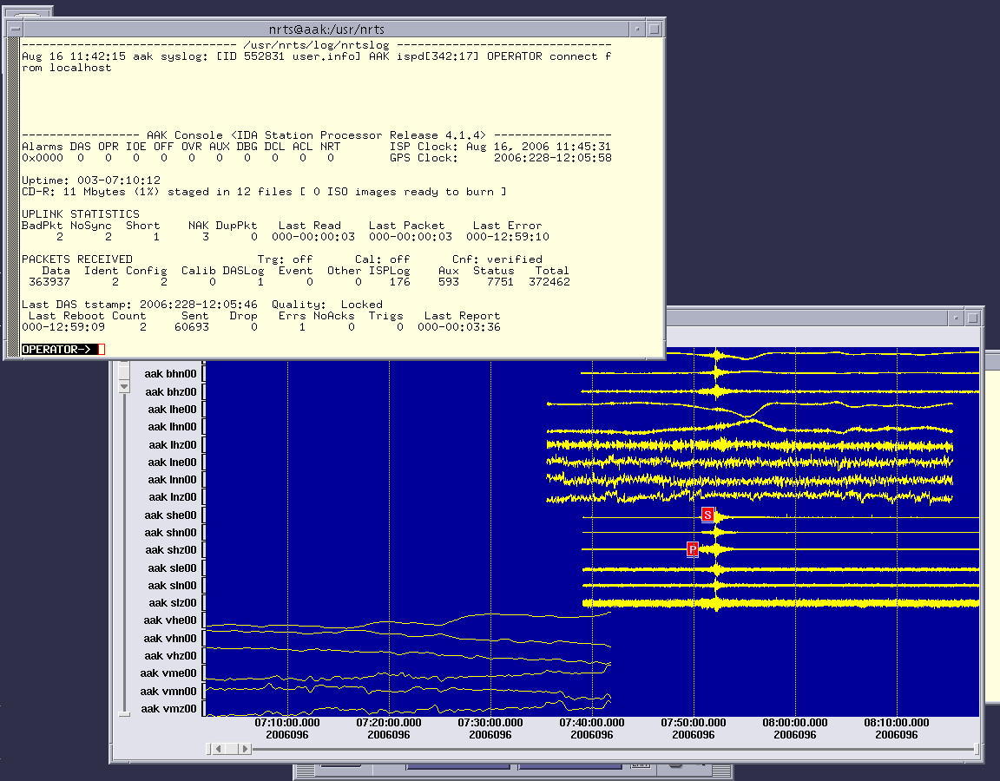 nrts@aak:/usr/nrts
------------------------------- /usr/nrts/log/nrtslog -------------------------------
Aug 16 11:42:15 aak syslog: [ID 552831 user.info] AAK ispd[342:17] OPERATOR connect f
rom localhost
----------------- AAK Console <IDA Station Processor Release 4.1.4> -----------------
Alarms DAS OPR IOE OFF OVR AUX DBG DCL ACL NRT ISP Clock: Aug 16, 2006 11:45:31
0x0000 0 0 0 0 0 0 0 0 0 0 GPS Clock: 2006:228-12:05:58
Uptime: 003-07:10:12
CD-R: 11 Mbytes (1%) staged in 12 files [ 0 ISO images ready to burn ]
UPLINK STATISTICS
BadPkt NoSync Short NAK DupPkt Last Read Last Packet Last Error
2 2 1 3 0 000-00:00:03 000-00:00:03 000-12:59:10
PACKETS RECEIVED Trg: off Cal: off Cnf: verified
Data Ident Config Calib DASLog Event Other ISPLog Aux Status Total
363937 2 2 0 1 0 0 176 593 7751 372462
Last DAS tstamp: 2006:228-12:05:46 Quality: Locked
Last Reboot Count Sent Drop Errs NoAcks Trigs Last Report
000-12:59:09 2 60693 0 1 0 0 000-00:03:36
OPERATOR->
aak bhn00
aak bhz00
aak lhe00
aak lhn00
aak lhz00
aak lne00
aak lnn00
aak lnz00
aak she00
S
aak shn00
aak shz00
P
aak sle00
aak sln00
aak slz00
aak vhe00
aak vhn00
aak vhz00
aak vme00
aak vmn00
aak vmz00
07:10:00.000 07:20:00.000 07:30:00.000 07:40:00.000 07:50:00.000 08:00:00.000 08:10:00.000
2006096 2006096 2006096 2006096 2006096 2006096 2006096